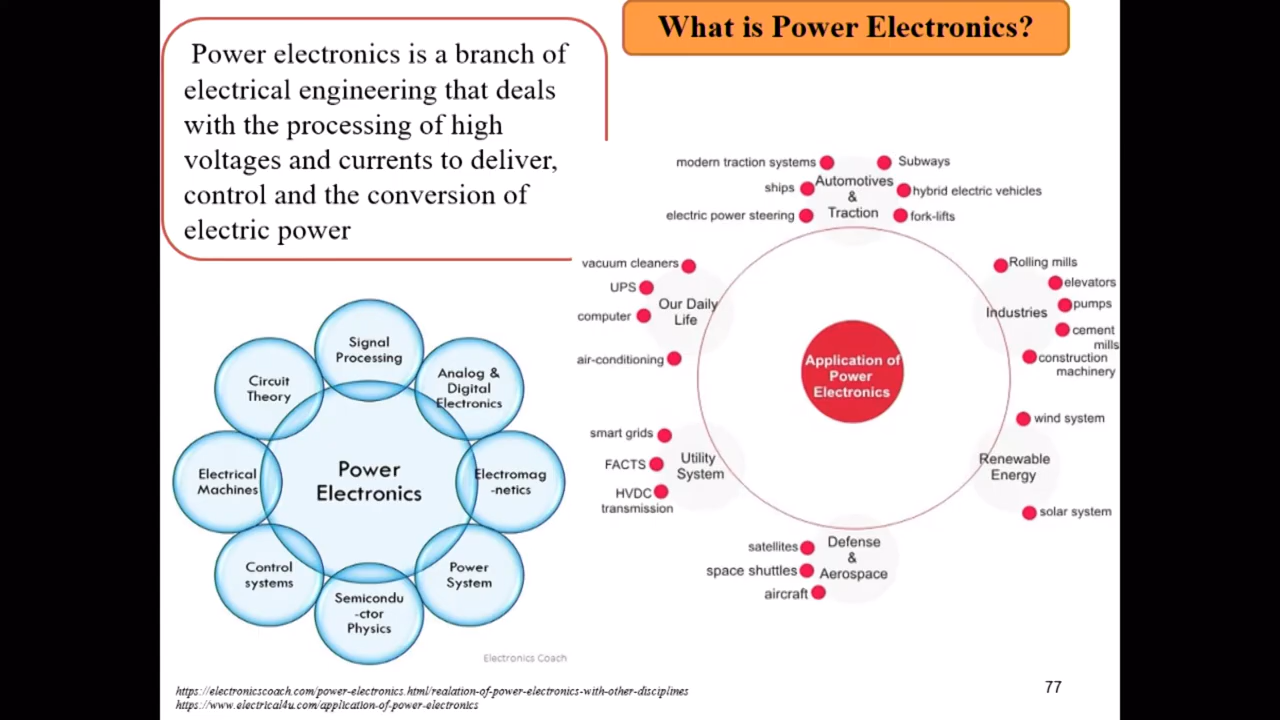 What is Power Electronics?
Power electronics is a branch of
electrical engineering that deals
with the processing of high
voltages and currents to deliver,
control and the conversion of
electric power
Signal
Processing
Analog &
Digital
Electronics
Electromag
-netics
Power
System
Semicondu
-ctor
Physics
Control
systems
Electrical
Machines
Circuit
Theory
Power
Electronics
Electronics Coach
Application of
Power
Electronics
Automotives
&
Traction
modern traction systems
ships
electric power steering
Subways
hybrid electric vehicles
fork-lifts
Industries
Rolling mills
elevators
pumps
cement
mills
construction
machinery
Renewable
Energy
wind system
solar system
Defense
&
Aerospace
satellites
space shuttles
aircraft
Utility
System
smart grids
FACTS
HVDC
transmission
Our Daily
Life
vacuum cleaners
UPS
computer
air-conditioning
https://electronicscoach.com/power-electronics.html/realation-of-power-electronics-with-other-disciplines
https://www.electrical4u.com/application-of-power-electronics
77